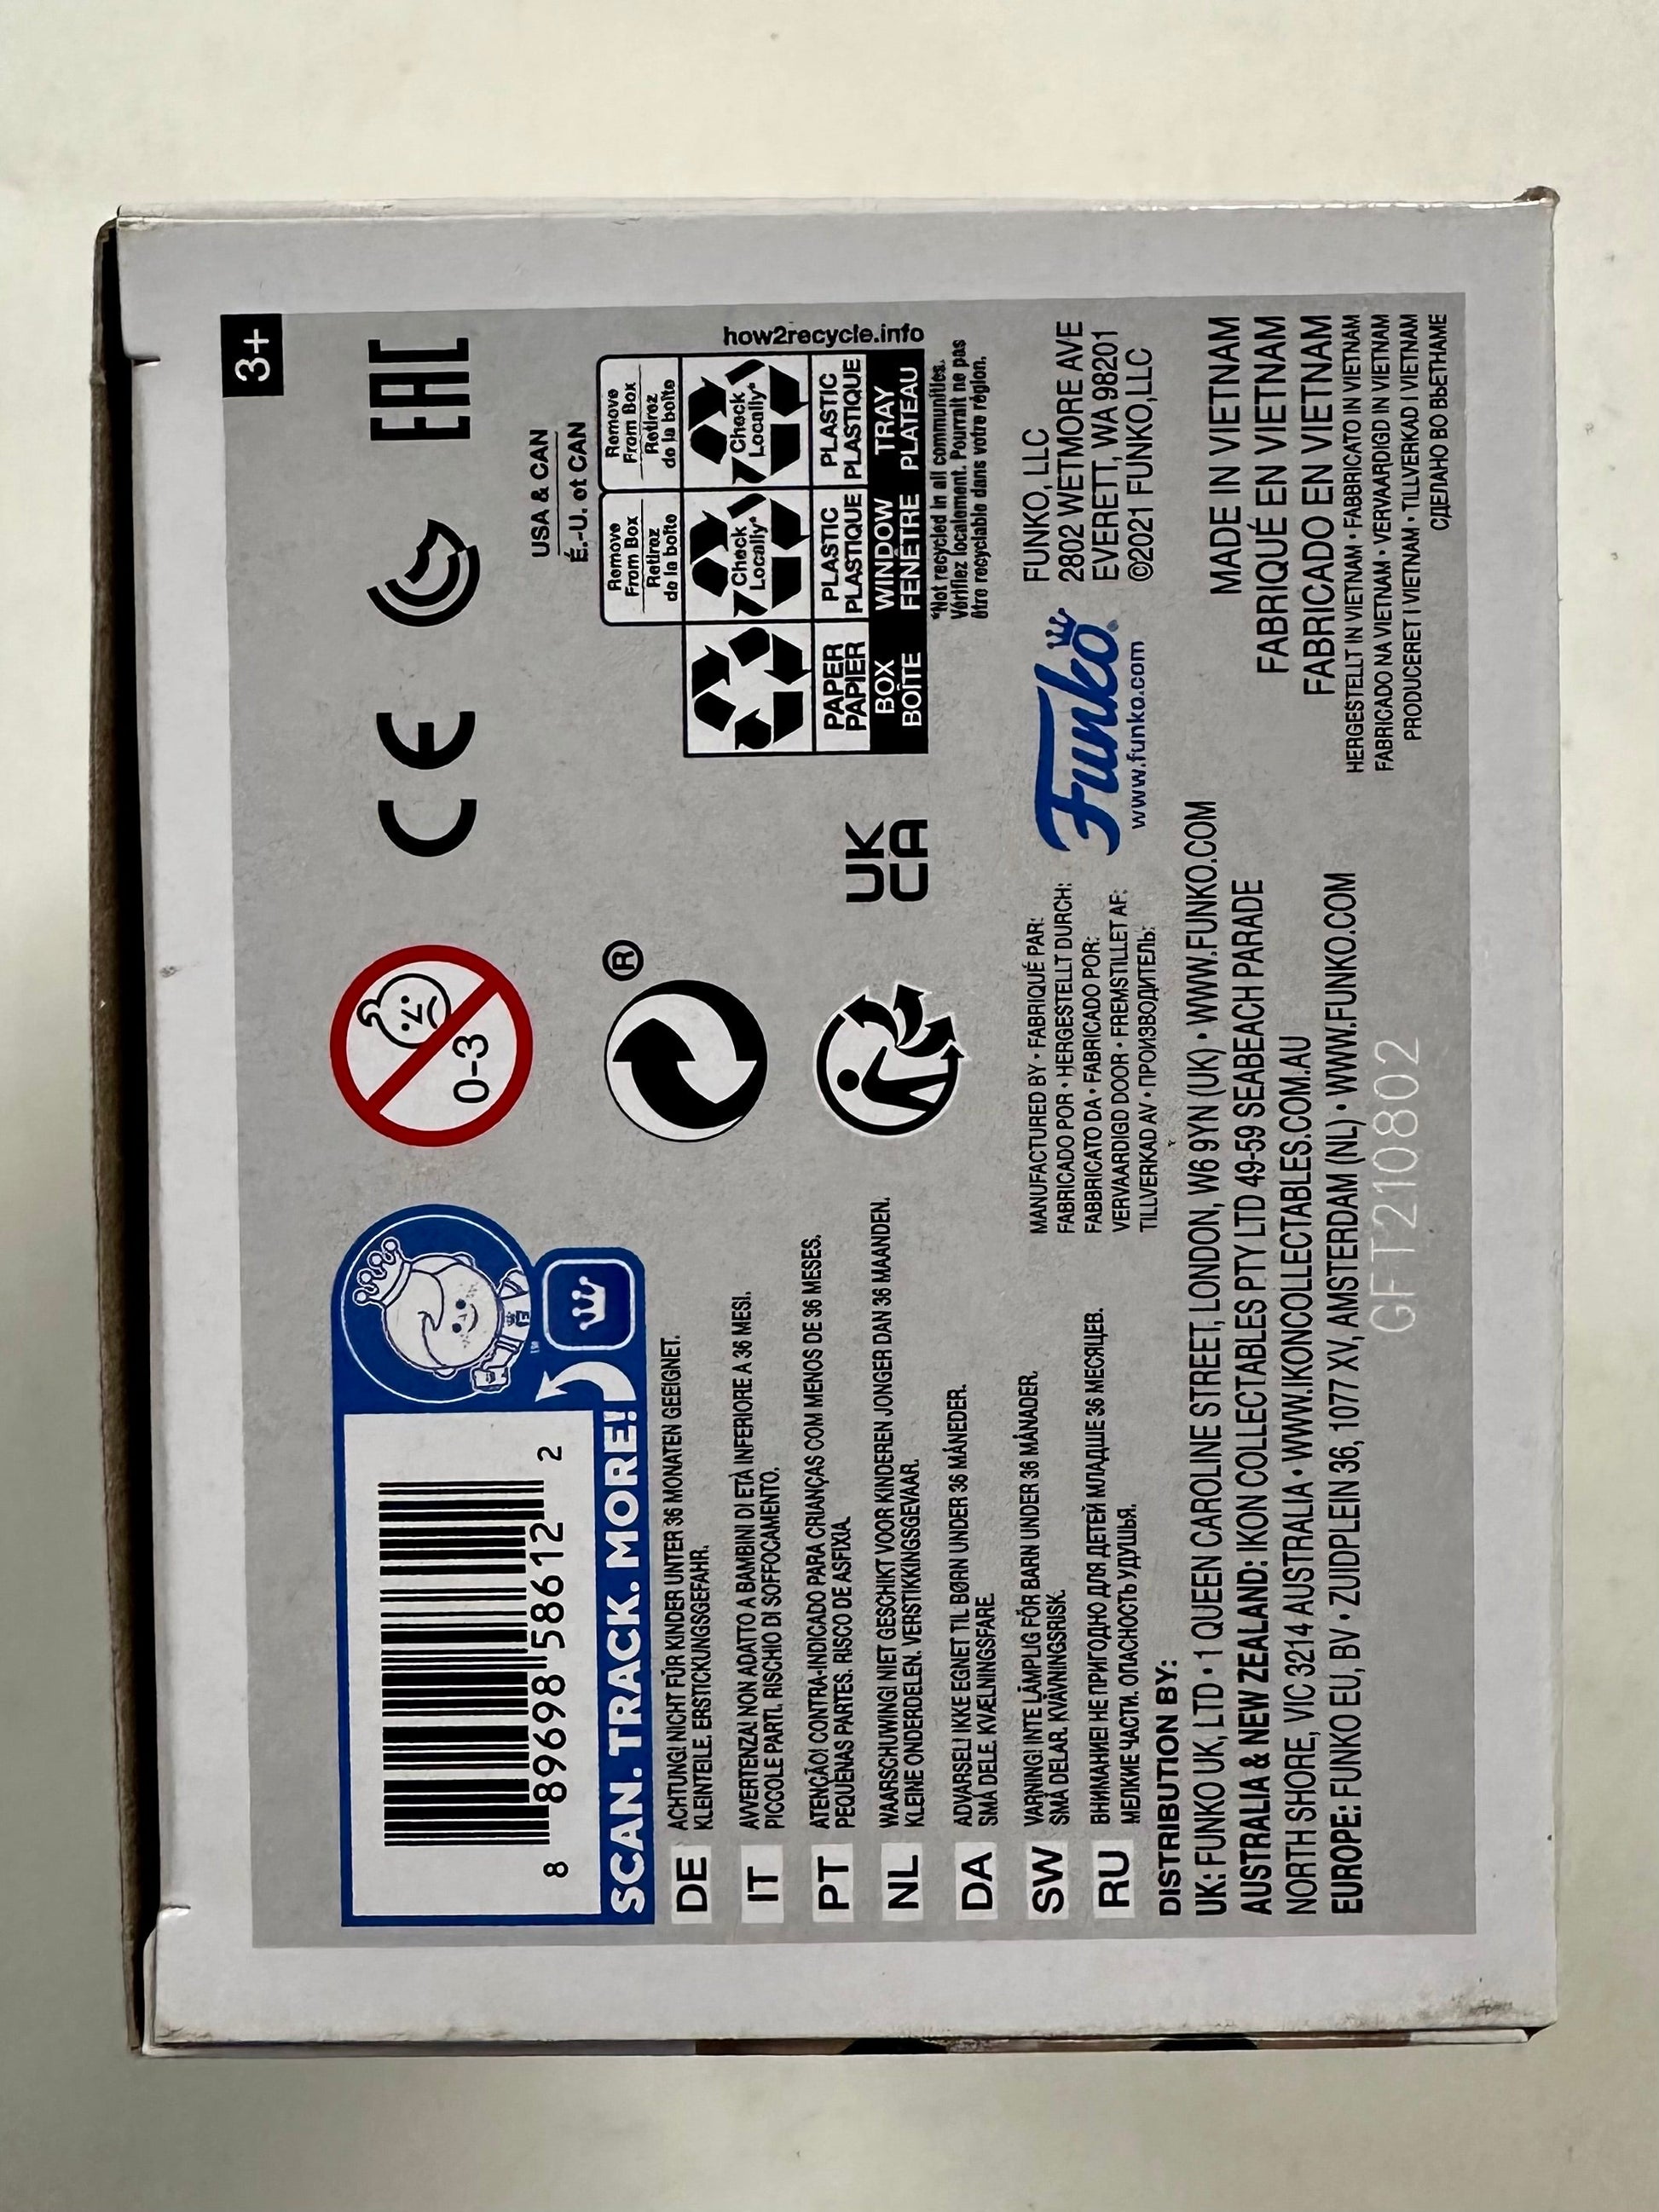 3+
8 89698 58612 2
SCAN. TRACK. MORE!
TM
0-3
CE
EAC
®
UK
CA
USA & CAN
É.-U. et CAN
how2recycle.info
Remove
From Box
Retirez
de la boîte
Remove
From Box
Retirez
de la boîte
Check
Locally*
Check
Locally*
PAPER
PAPIER
PLASTIC
PLASTIQUE
PLASTIC
PLASTIQUE
BOX
BOÎTE
WINDOW
FENÊTRE
TRAY
PLATEAU
*Not recycled in all communities.
Vérifiez localement. Pourrait ne pas
être recyclable dans votre région.
DE ACHTUNG! NICHT FÜR KINDER UNTER 36 MONATEN GEEIGNET.
KLEINTEILE. ERSTICKUNGSGEFAHR.
IT AVVERTENZA! NON ADATTO A BAMBINI DI ETÀ INFERIORE A 36 MESI.
PICCOLE PARTI. RISCHIO DI SOFFOCAMENTO.
PT ATENÇÃO! CONTRA-INDICADO PARA CRIANÇAS COM MENOS DE 36 MESES.
PEQUENAS PARTES. RISCO DE ASFIXIA.
NL WAARSCHUWING! NIET GESCHIKT VOOR KINDEREN JONGER DAN 36 MAANDEN.
KLEINE ONDERDELEN. VERSTIKKINGSGEVAAR.
DA ADVARSEL! IKKE EGNET TIL BØRN UNDER 36 MÅNEDER.
SMÅ DELE. KVÆLNINGSFARE.
SW VARNING! INTE LÄMPLIG FÖR BARN UNDER 36 MÅNADER.
SMÅ DELAR. KVÄVNINGSRISK.
RU ВНИМАНИЕ! НЕ ПРИГОДНО ДЛЯ ДЕТЕЙ МЛАДШЕ 36 МЕСЯЦЕВ.
МЕЛКИЕ ЧАСТИ. ОПАСНОСТЬ УДУШЬЯ.
MANUFACTURED BY • FABRIQUÉ PAR:
FABRICADO POR • HERGESTELLT DURCH:
FABBRICATO DA • FABRICADO POR:
VERVAARDIGD DOOR • FREMSTILLET AF:
TILLVERKAD AV • ПРОИЗВОДИТЕЛЬ:
Funko®
www.funko.com
FUNKO, LLC
2802 WETMORE AVE
EVERETT, WA 98201
©2021 FUNKO,LLC
DISTRIBUTION BY:
UK: FUNKO UK, LTD • 1 QUEEN CAROLINE STREET, LONDON, W6 9YN (UK) • WWW.FUNKO.COM
AUSTRALIA & NEW ZEALAND: IKON COLLECTABLES PTY LTD 49-59 SEABEACH PARADE
NORTH SHORE, VIC 3214 AUSTRALIA • WWW.IKONCOLLECTABLES.COM.AU
EUROPE: FUNKO EU, BV • ZUIDPLEIN 36, 1077 XV, AMSTERDAM (NL) • WWW.FUNKO.COM
MADE IN VIETNAM
FABRIQUÉ EN VIETNAM
FABRICADO EN VIETNAM
HERGESTELLT IN VIETNAM • FABBRICATO IN VIETNAM
FABRICADO NA VIETNAM • VERVAARDIGD IN VIETNAM
PRODUCERET I VIETNAM • TILLVERKAD I VIETNAM
СДЕЛАНО ВО ВЬЕТНАМЕ
GFT210802